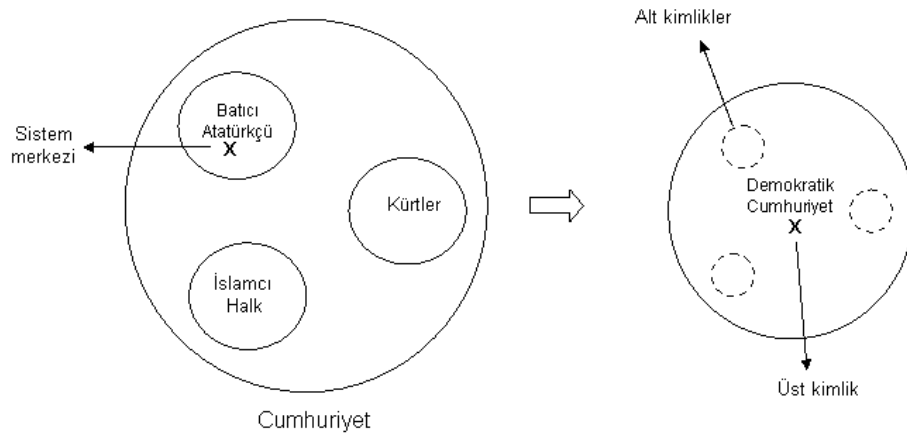 Alt kimlikler
Batıcı
Atatürkçü
X
Sistem
merkezi
Kürtler
İslamcı
Halk
Cumhuriyet
Demokratik
Cumhuriyet
X
Üst kimlik